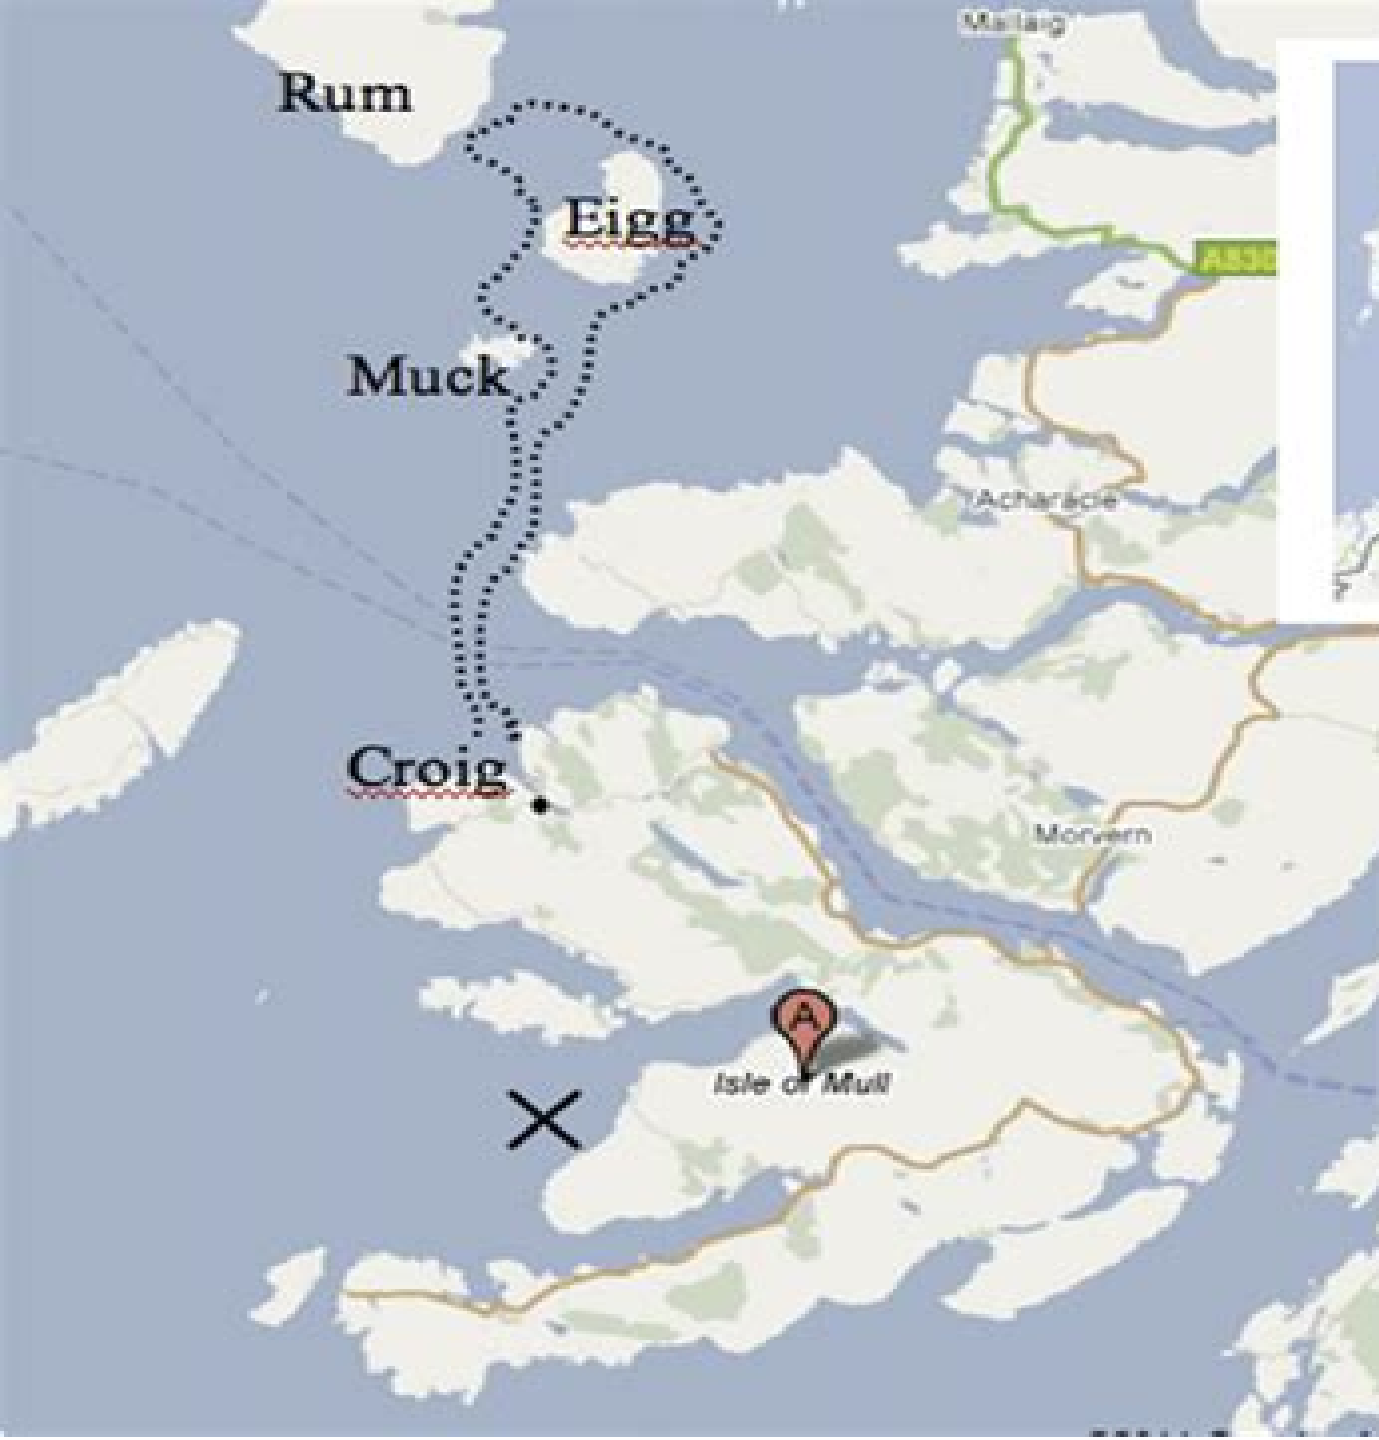 Mallaig
Rum
Eigg
A830
Muck
Acharacle
Croig
Morvern
A
Isle of Mull